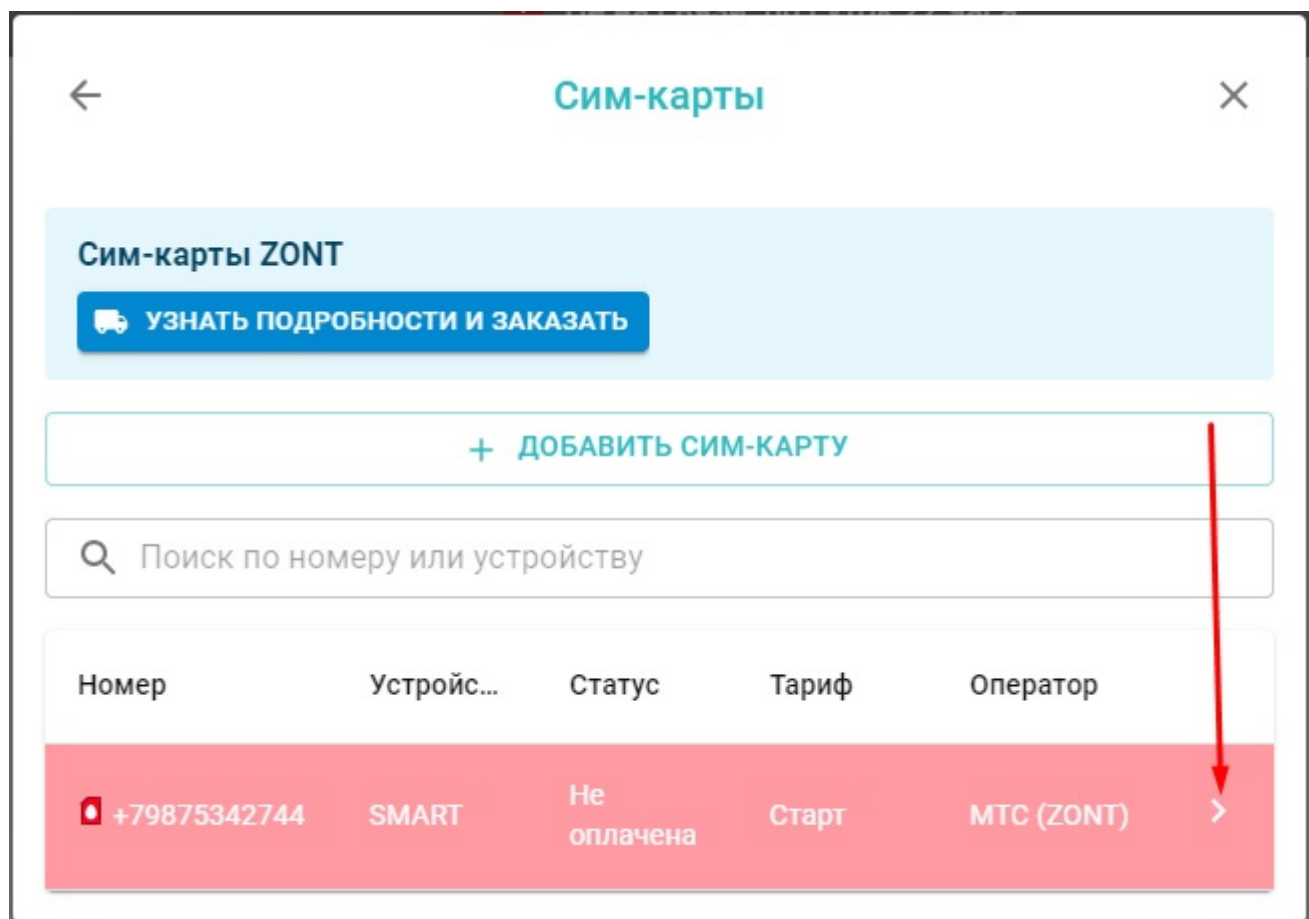 Сим-карты
Сим-карты ZONT
УЗНАТЬ ПОДРОБНОСТИ И ЗАКАЗАТЬ
+ ДОБАВИТЬ СИМ-КАРТУ
Поиск по номеру или устройству
Номер Устройс... Статус Тариф Оператор
+79875342744 SMART Не оплачена Старт МТС (ZONT)